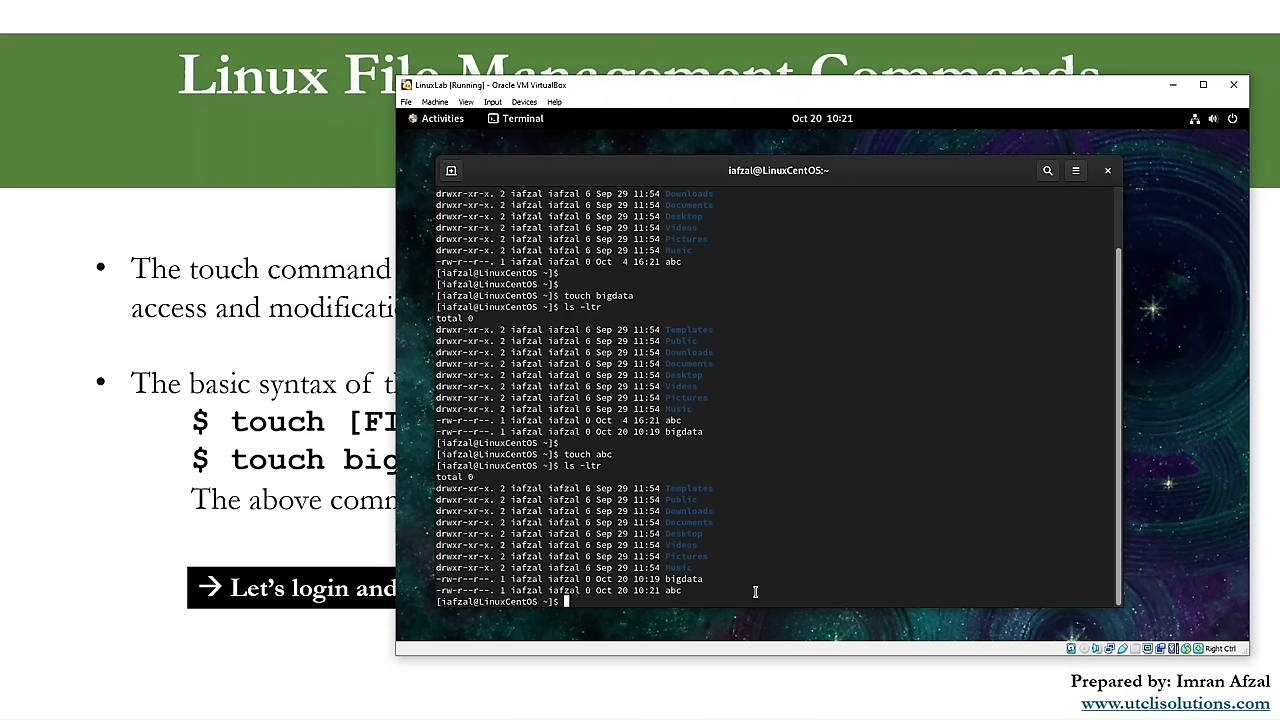 Linux File Management Commands
LinuxLab [Running] - Oracle VM VirtualBox
File Machine View Input Devices Help
Activities Terminal Oct 20 10:21
iafzal@LinuxCentOS:~
drwxr-xr-x. 2 iafzal iafzal 6 Sep 29 11:54 Downloads
drwxr-xr-x. 2 iafzal iafzal 6 Sep 29 11:54 Documents
drwxr-xr-x. 2 iafzal iafzal 6 Sep 29 11:54 Desktop
drwxr-xr-x. 2 iafzal iafzal 6 Sep 29 11:54 Videos
drwxr-xr-x. 2 iafzal iafzal 6 Sep 29 11:54 Pictures
drwxr-xr-x. 2 iafzal iafzal 6 Sep 29 11:54 Music
-rw-r--r--. 1 iafzal iafzal 0 Oct  4 16:21 abc
[iafzal@LinuxCentOS ~]$
[iafzal@LinuxCentOS ~]$
[iafzal@LinuxCentOS ~]$ touch bigdata
[iafzal@LinuxCentOS ~]$ ls -ltr
total 0
drwxr-xr-x. 2 iafzal iafzal 6 Sep 29 11:54 Templates
drwxr-xr-x. 2 iafzal iafzal 6 Sep 29 11:54 Public
drwxr-xr-x. 2 iafzal iafzal 6 Sep 29 11:54 Downloads
drwxr-xr-x. 2 iafzal iafzal 6 Sep 29 11:54 Documents
drwxr-xr-x. 2 iafzal iafzal 6 Sep 29 11:54 Desktop
drwxr-xr-x. 2 iafzal iafzal 6 Sep 29 11:54 Videos
drwxr-xr-x. 2 iafzal iafzal 6 Sep 29 11:54 Pictures
drwxr-xr-x. 2 iafzal iafzal 6 Sep 29 11:54 Music
-rw-r--r--. 1 iafzal iafzal 0 Oct  4 16:21 abc
-rw-r--r--. 1 iafzal iafzal 0 Oct 20 10:19 bigdata
[iafzal@LinuxCentOS ~]$
[iafzal@LinuxCentOS ~]$ touch abc
[iafzal@LinuxCentOS ~]$ ls -ltr
total 0
drwxr-xr-x. 2 iafzal iafzal 6 Sep 29 11:54 Templates
drwxr-xr-x. 2 iafzal iafzal 6 Sep 29 11:54 Public
drwxr-xr-x. 2 iafzal iafzal 6 Sep 29 11:54 Downloads
drwxr-xr-x. 2 iafzal iafzal 6 Sep 29 11:54 Documents
drwxr-xr-x. 2 iafzal iafzal 6 Sep 29 11:54 Desktop
drwxr-xr-x. 2 iafzal iafzal 6 Sep 29 11:54 Videos
drwxr-xr-x. 2 iafzal iafzal 6 Sep 29 11:54 Pictures
drwxr-xr-x. 2 iafzal iafzal 6 Sep 29 11:54 Music
-rw-r--r--. 1 iafzal iafzal 0 Oct 20 10:19 bigdata
-rw-r--r--. 1 iafzal iafzal 0 Oct 20 10:21 abc
[iafzal@LinuxCentOS ~]$
Right Ctrl
• The touch command
access and
• The basic syntax of
$ touch
$ touch
The above
→ Let's login and
Prepared by: Imran Afzal
www.utclisolutions.com